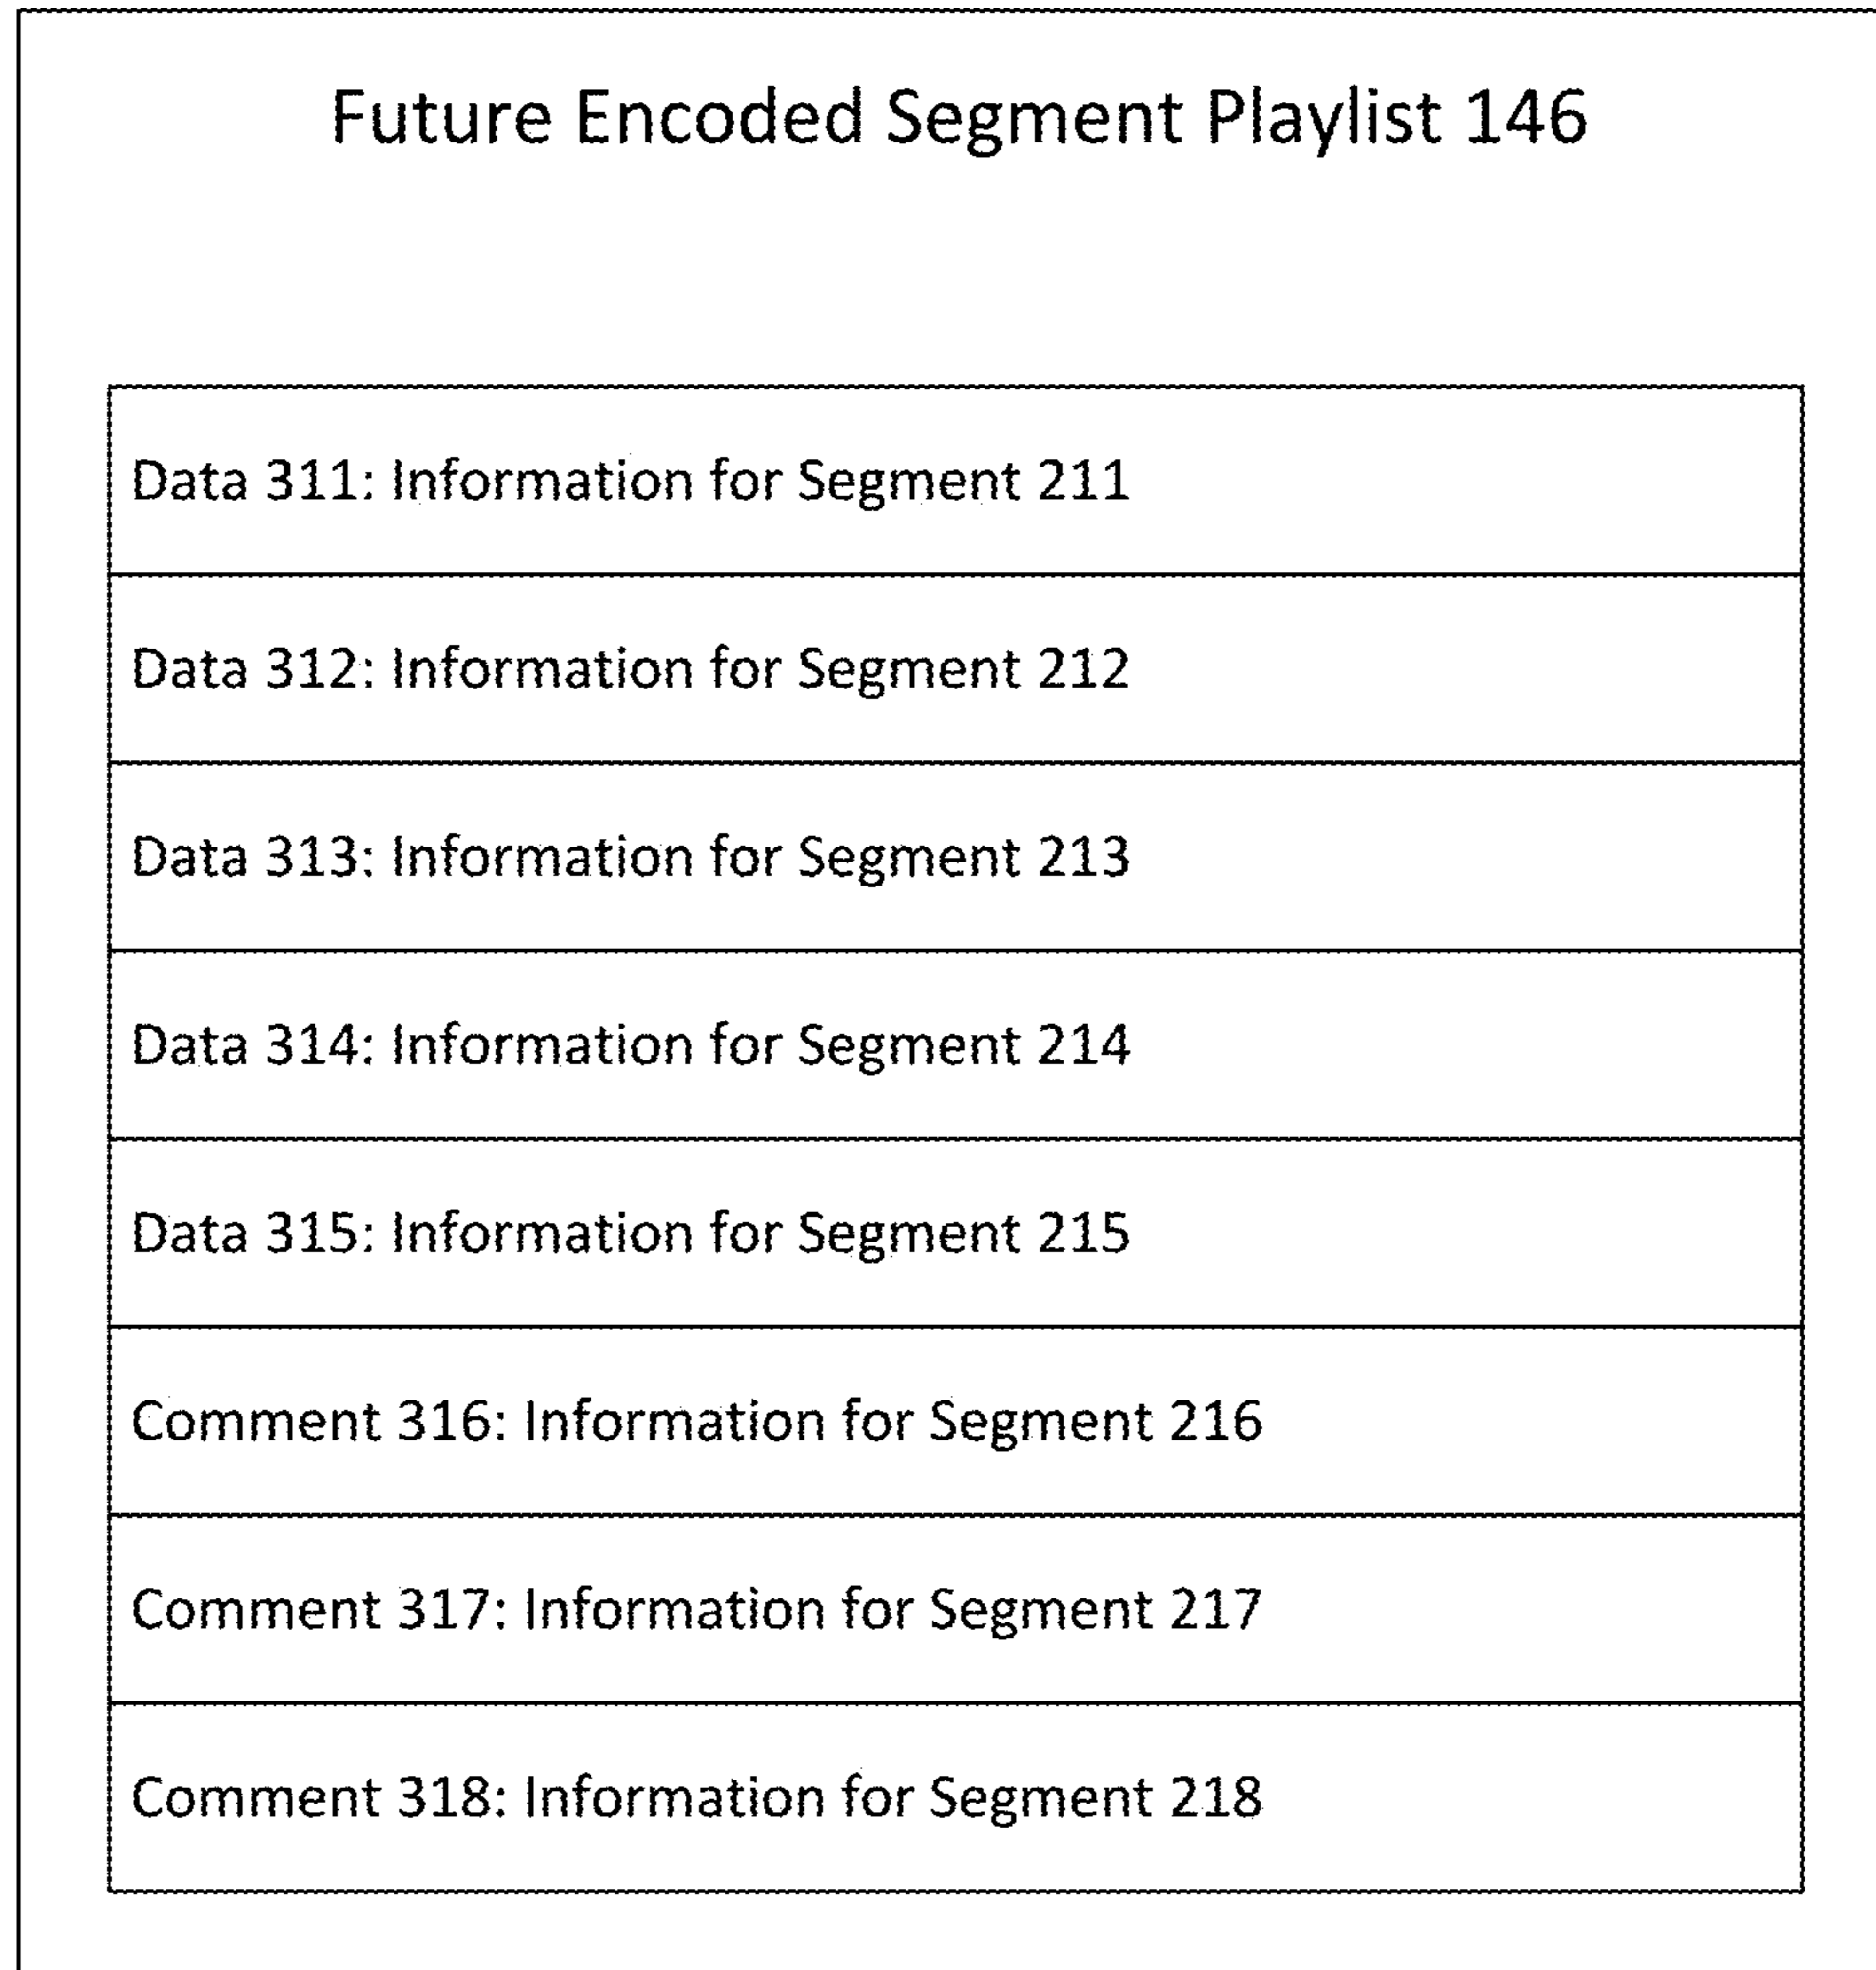 Future Encoded Segment Playlist 146
Data 311: Information for Segment 211
Data 312: Information for Segment 212
Data 313: Information for Segment 213
Data 314: Information for Segment 214
Data 315: Information for Segment 215
Comment 316: Information for Segment 216
Comment 317: Information for Segment 217
Comment 318: Information for Segment 218